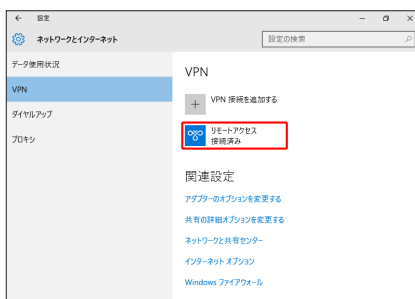 設定
ネットワークとインターネット
設定の検索
データ使用状況
VPN
ダイヤルアップ
プロキシ
VPN
VPN 接続を追加する
リモートアクセス
接続済み
関連設定
アダプターのオプションを変更する
共有の詳細オプションを変更する
ネットワークと共有センター
インターネット オプション
Windows ファイアウォール